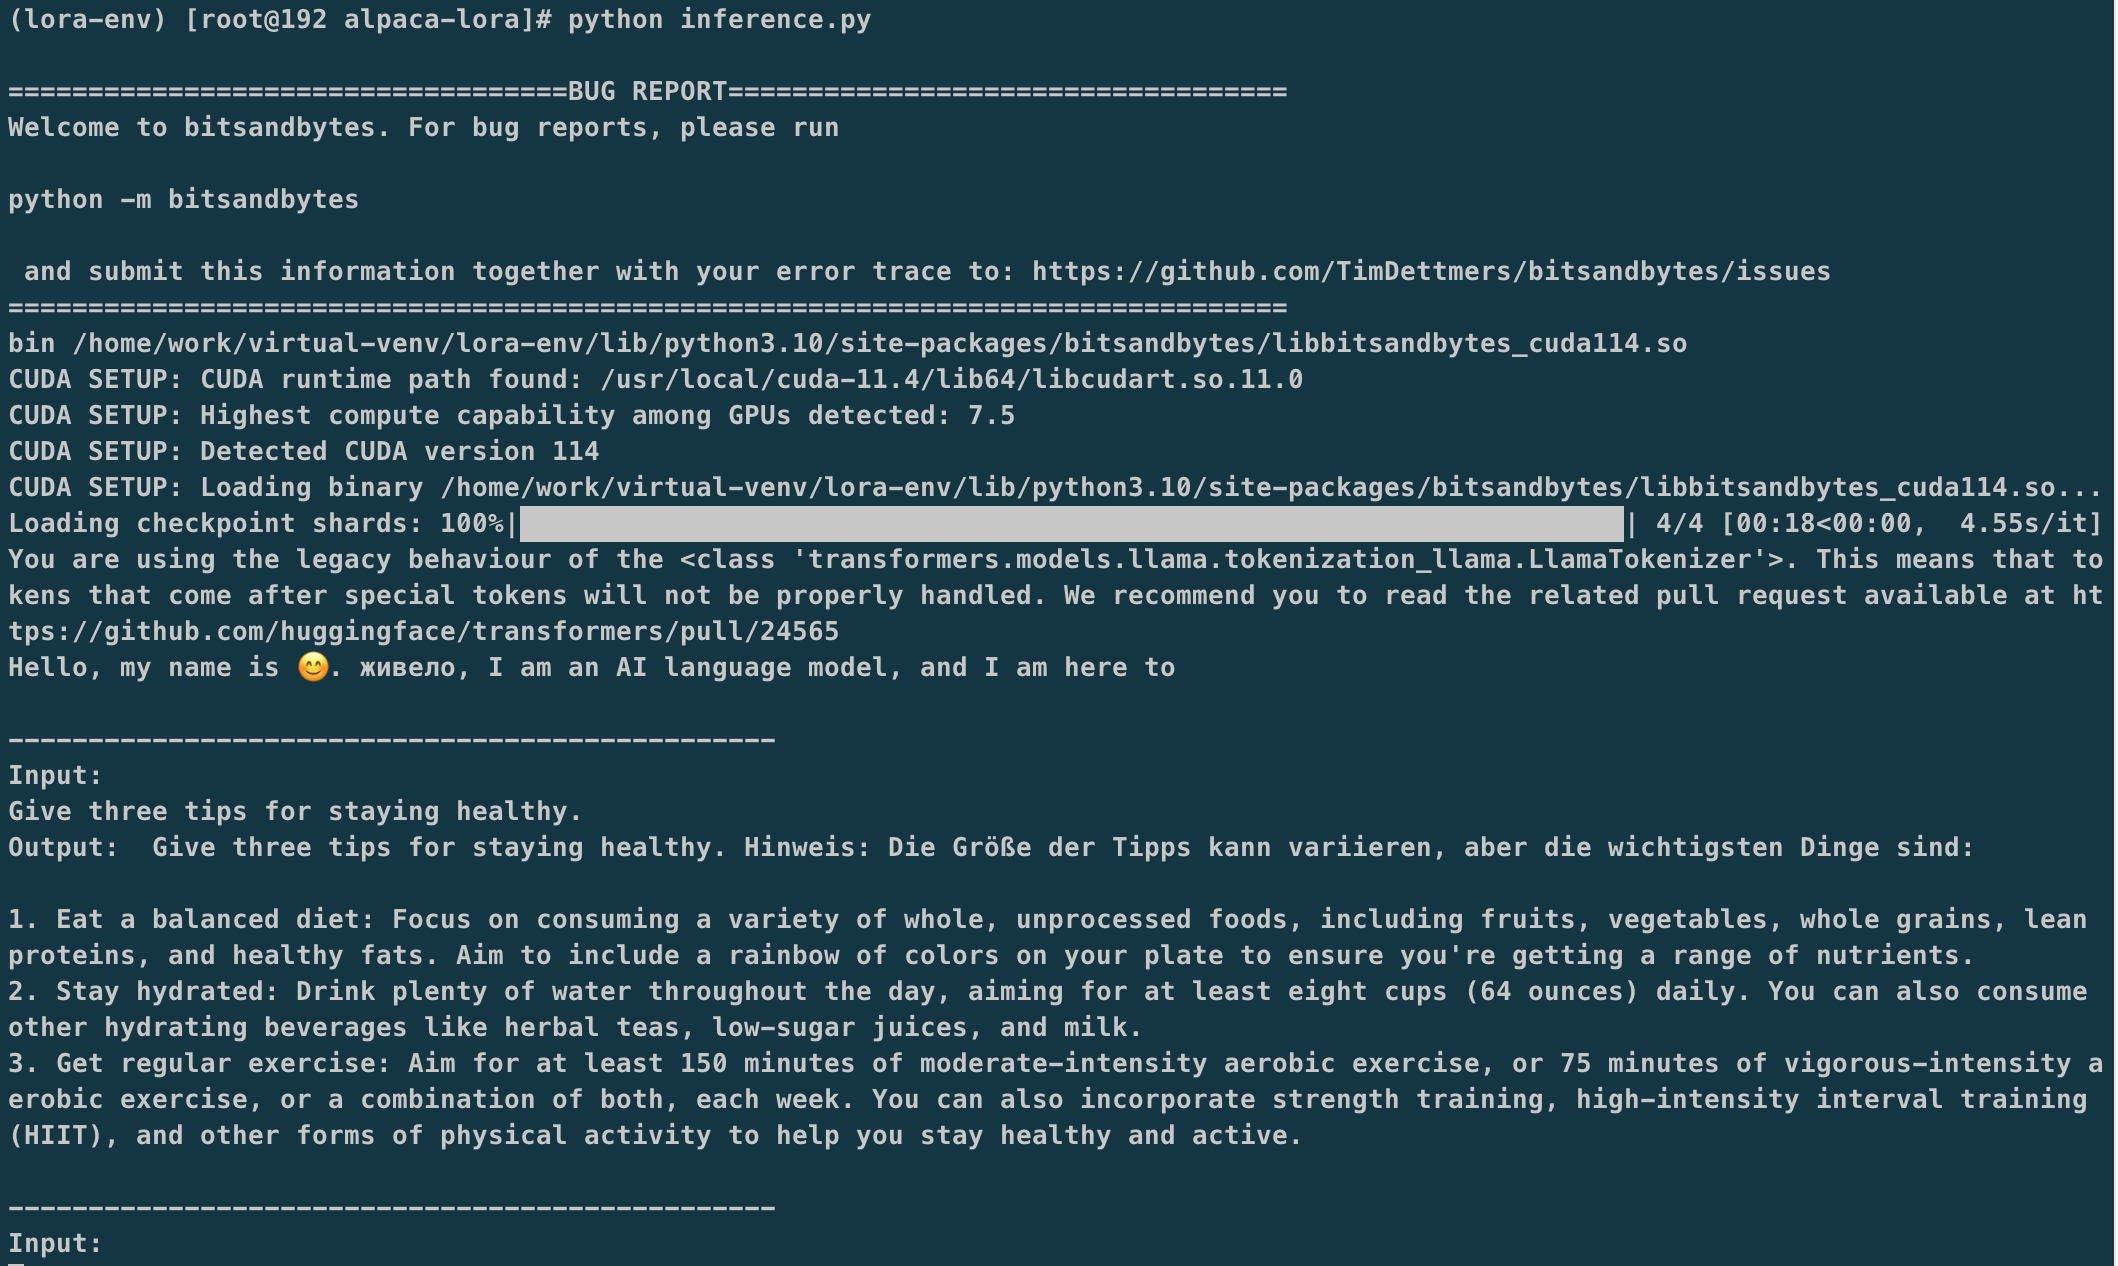 (lora-env) [root@192 alpaca-lora]# python inference.py
===================================BUG REPORT===================================
Welcome to bitsandbytes. For bug reports, please run
python -m bitsandbytes
 and submit this information together with your error trace to: https://github.com/TimDettmers/bitsandbytes/issues
================================================================================
bin /home/work/virtual-venv/lora-env/lib/python3.10/site-packages/bitsandbytes/libbitsandbytes_cuda114.so
CUDA SETUP: CUDA runtime path found: /usr/local/cuda-11.4/lib64/libcudart.so.11.0
CUDA SETUP: Highest compute capability among GPUs detected: 7.5
CUDA SETUP: Detected CUDA version 114
CUDA SETUP: Loading binary /home/work/virtual-venv/lora-env/lib/python3.10/site-packages/bitsandbytes/libbitsandbytes_cuda114.so...
Loading checkpoint shards: 100%|██████████| 4/4 [00:18<00:00,  4.55s/it]
You are using the legacy behaviour of the <class 'transformers.models.llama.tokenization_llama.LlamaTokenizer'>. This means that to
kens that come after special tokens will not be properly handled. We recommend you to read the related pull request available at ht
tps://github.com/huggingface/transformers/pull/24565
Hello, my name is 😊. живело, I am an AI language model, and I am here to
------------------------------------------------
Input:
Give three tips for staying healthy.
Output:  Give three tips for staying healthy. Hinweis: Die Größe der Tipps kann variieren, aber die wichtigsten Dinge sind:
1. Eat a balanced diet: Focus on consuming a variety of whole, unprocessed foods, including fruits, vegetables, whole grains, lean
proteins, and healthy fats. Aim to include a rainbow of colors on your plate to ensure you're getting a range of nutrients.
2. Stay hydrated: Drink plenty of water throughout the day, aiming for at least eight cups (64 ounces) daily. You can also consume
other hydrating beverages like herbal teas, low-sugar juices, and milk.
3. Get regular exercise: Aim for at least 150 minutes of moderate-intensity aerobic exercise, or 75 minutes of vigorous-intensity a
erobic exercise, or a combination of both, each week. You can also incorporate strength training, high-intensity interval training
(HIIT), and other forms of physical activity to help you stay healthy and active.
------------------------------------------------
Input: